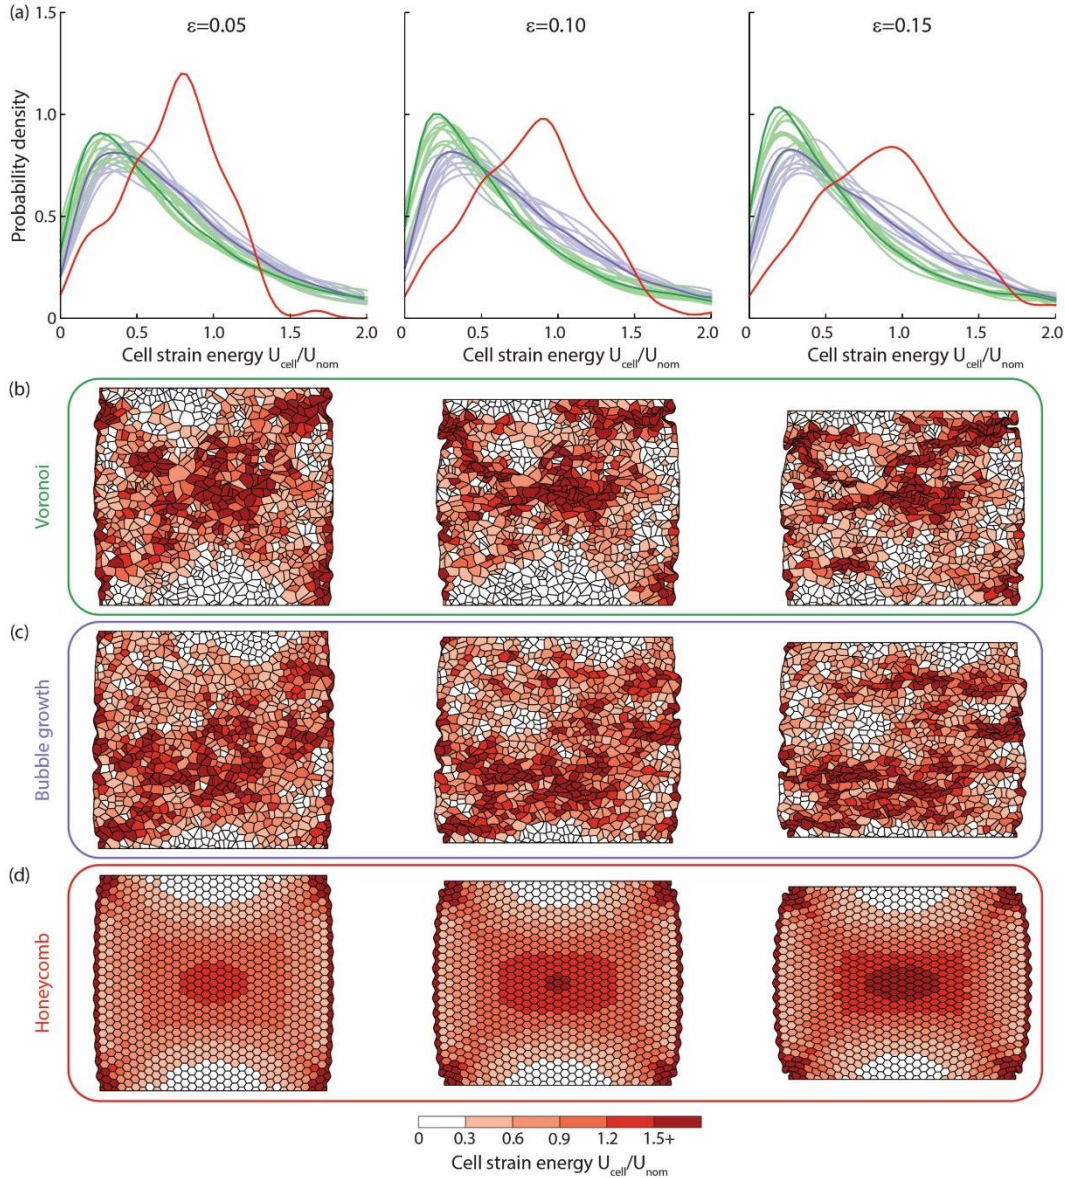 (a)
ε=0.05
ε=0.10
ε=0.15
Probability density
1.5
1.0
0.5
0
0 0.5 1.0 1.5 2.0
0 0.5 1.0 1.5 2.0
0 0.5 1.0 1.5 2.0
Cell strain energy U_cell/U_nom
Cell strain energy U_cell/U_nom
Cell strain energy U_cell/U_nom
(b)
Voronoi
(c)
Bubble growth
(d)
Honeycomb
0 0.3 0.6 0.9 1.2 1.5+
Cell strain energy U_cell/U_nom